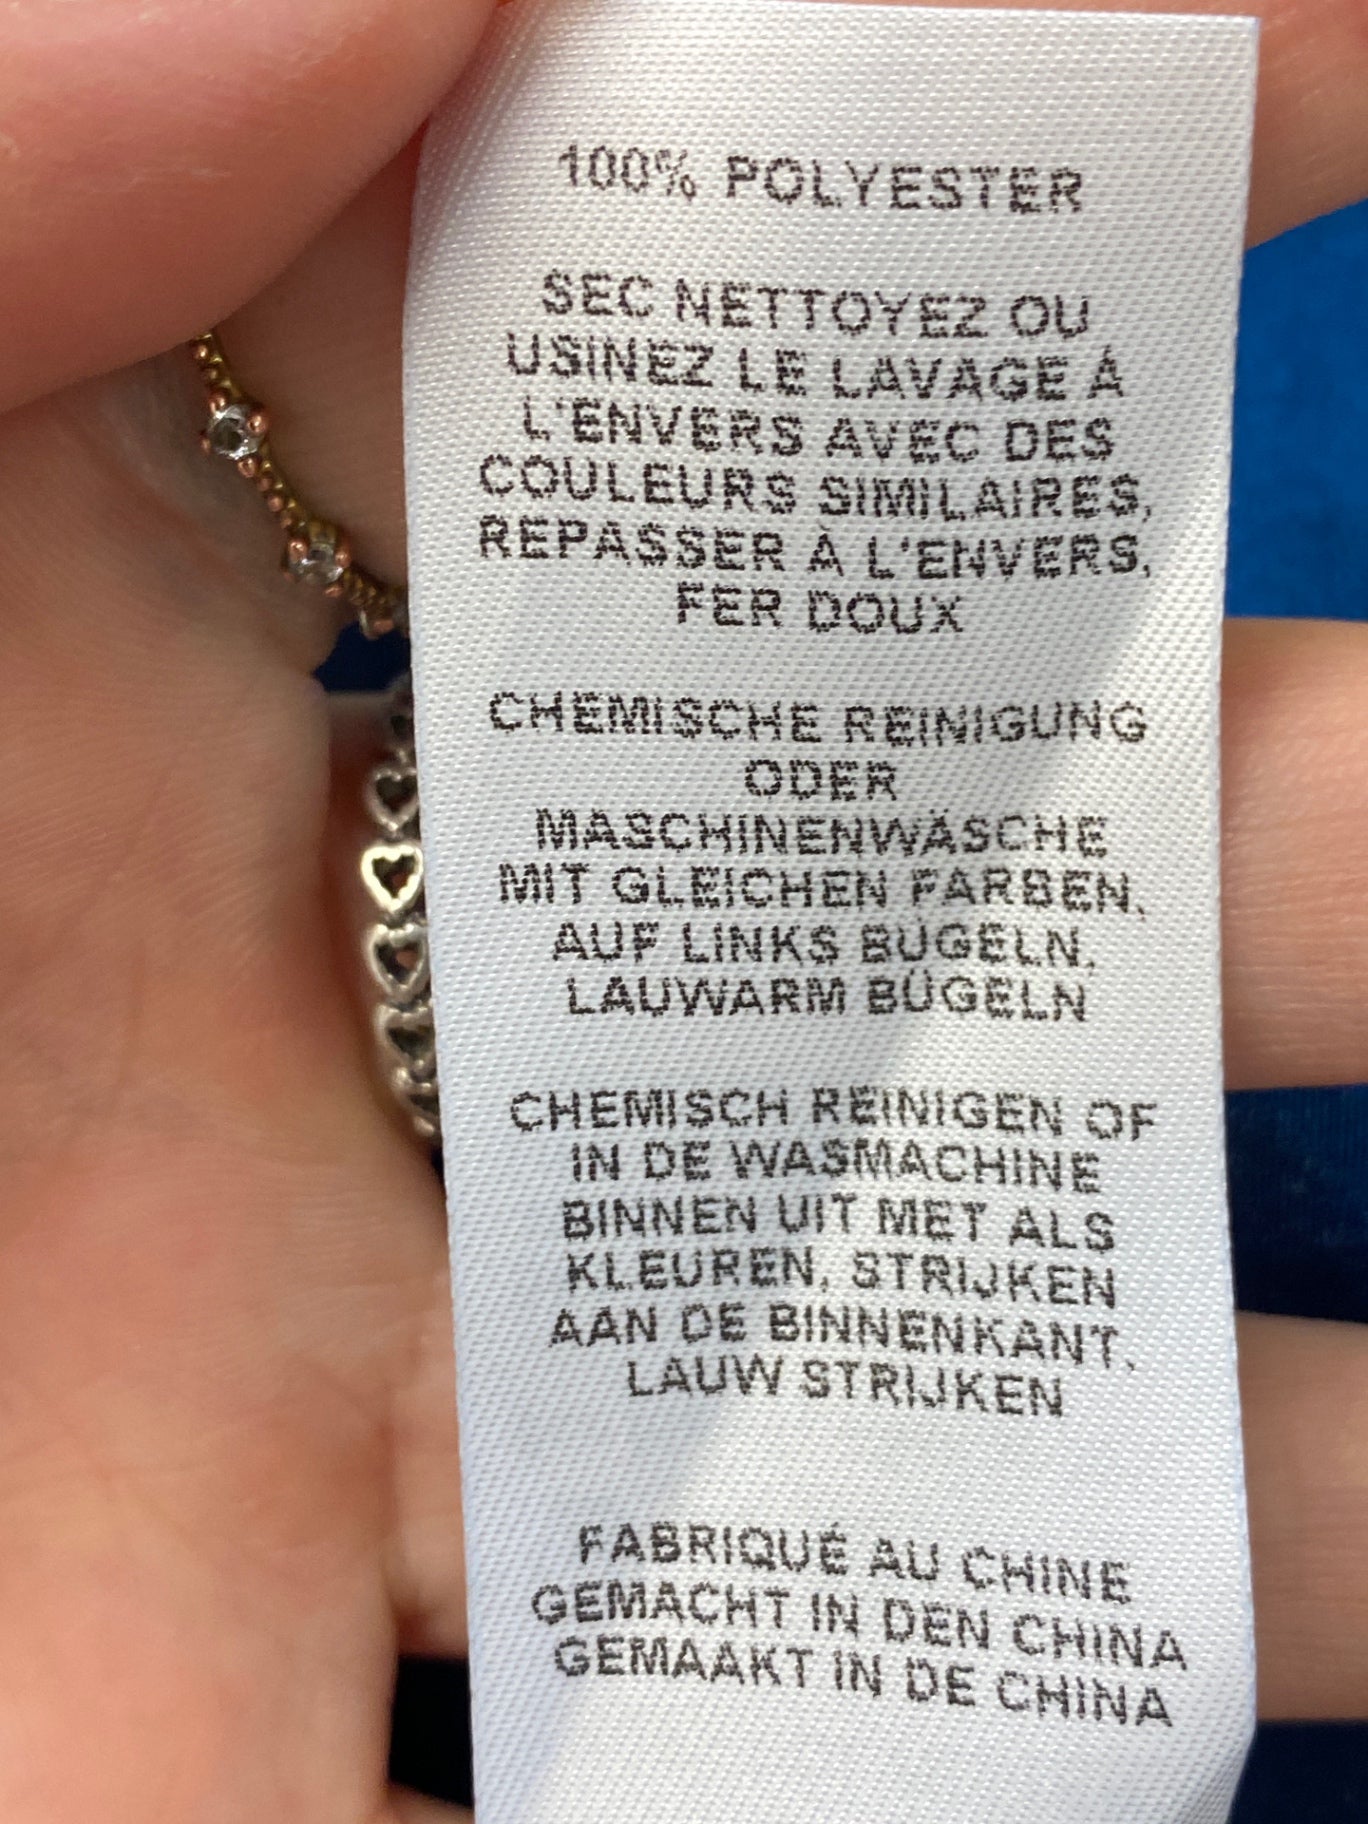 100% POLYESTER
SEC NETTOYEZ OU
USINEZ LE LAVAGE À
L'ENVERS AVEC DES
COULEURS SIMILAIRES,
REPASSER À L'ENVERS,
FER DOUX
CHEMISCHE REINIGUNG
ODER
MASCHINENWÄSCHE
MIT GLEICHEN FARBEN,
AUF LINKS BÜGELN,
LAUWARM BÜGELN
CHEMISCH REINIGEN OF
IN DE WASMACHINE
BINNEN UIT MET ALS
KLEUREN, STRIJKEN
AAN DE BINNENKANT,
LAUW STRIJKEN
FABRIQUÉ AU CHINE
GEMACHT IN DEN CHINA
GEMAAKT IN DE CHINA